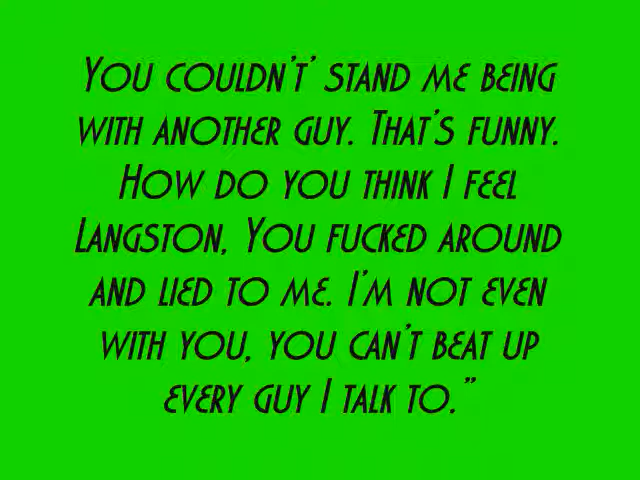 You couldn't' stand me being
with another guy. That's funny.
How do you think I feel
Langston, You fucked around
and lied to me. I'm not even
with you, you can't beat up
every guy I talk to."